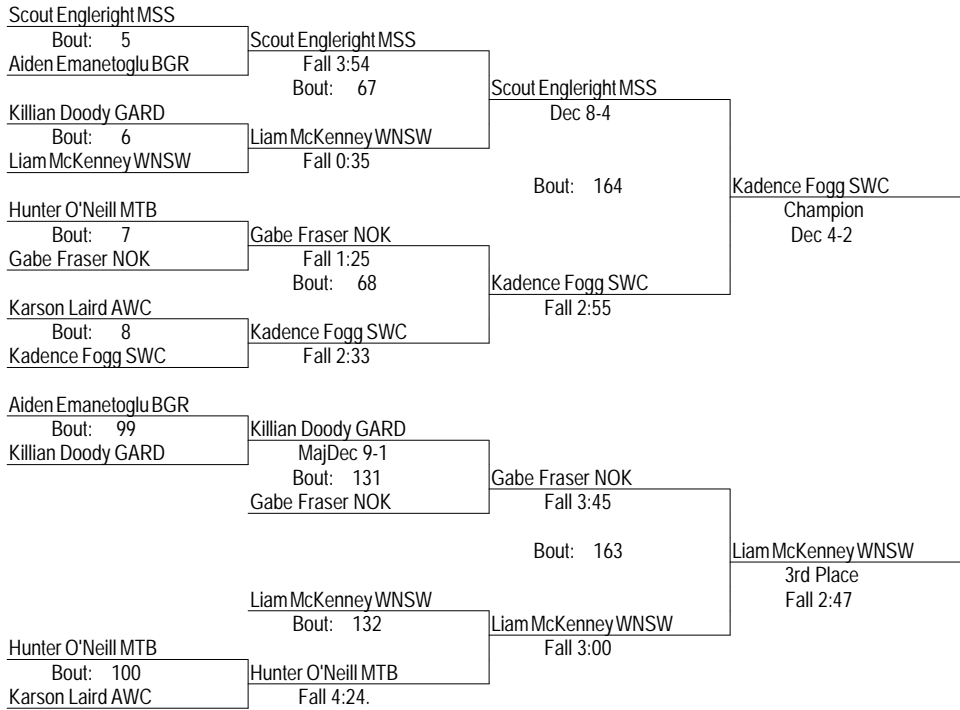 Scout Engleright MSS
Bout: 5
Scout Engleright MSS
Aiden Emanetoglu BGR
Fall 3:54
Bout: 67
Scout Engleright MSS
Killian Doody GARD
Dec 8-4
Bout: 6
Liam McKenney WNSW
Liam McKenney WNSW
Fall 0:35
Bout: 164
Kadence Fogg SWC
Hunter O'Neill MTB
Champion
Bout: 7
Gabe Fraser NOK
Dec 4-2
Gabe Fraser NOK
Fall 1:25
Bout: 68
Kadence Fogg SWC
Karson Laird AWC
Fall 2:55
Bout: 8
Kadence Fogg SWC
Kadence Fogg SWC
Fall 2:33
Aiden Emanetoglu BGR
Bout: 99
Killian Doody GARD
Killian Doody GARD
MajDec 9-1
Bout: 131
Gabe Fraser NOK
Gabe Fraser NOK
Fall 3:45
Bout: 163
Liam McKenney WNSW
3rd Place
Liam McKenney WNSW
Fall 2:47
Bout: 132
Liam McKenney WNSW
Hunter O'Neill MTB
Fall 3:00
Bout: 100
Hunter O'Neill MTB
Karson Laird AWC
Fall 4:24.